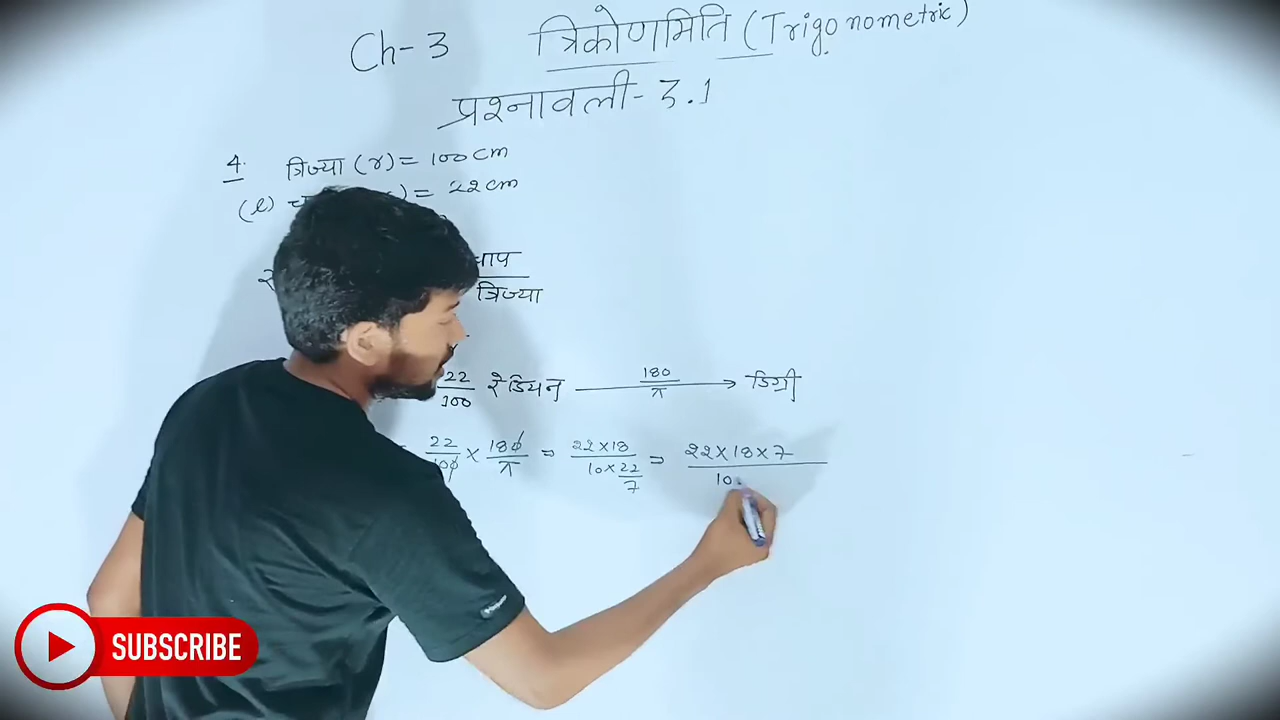 Ch-3 त्रिकोणमिति (Trigonometric)
प्रश्नावली-3.1
4. त्रिज्या (r) = 100 cm
(l) = 22 cm
चाप
त्रिज्या
22/100 रेडियन 180/π → डिग्री
22/100 × 180/π = 22×18/10×22/7 = 22×18×7/10
SUBSCRIBE